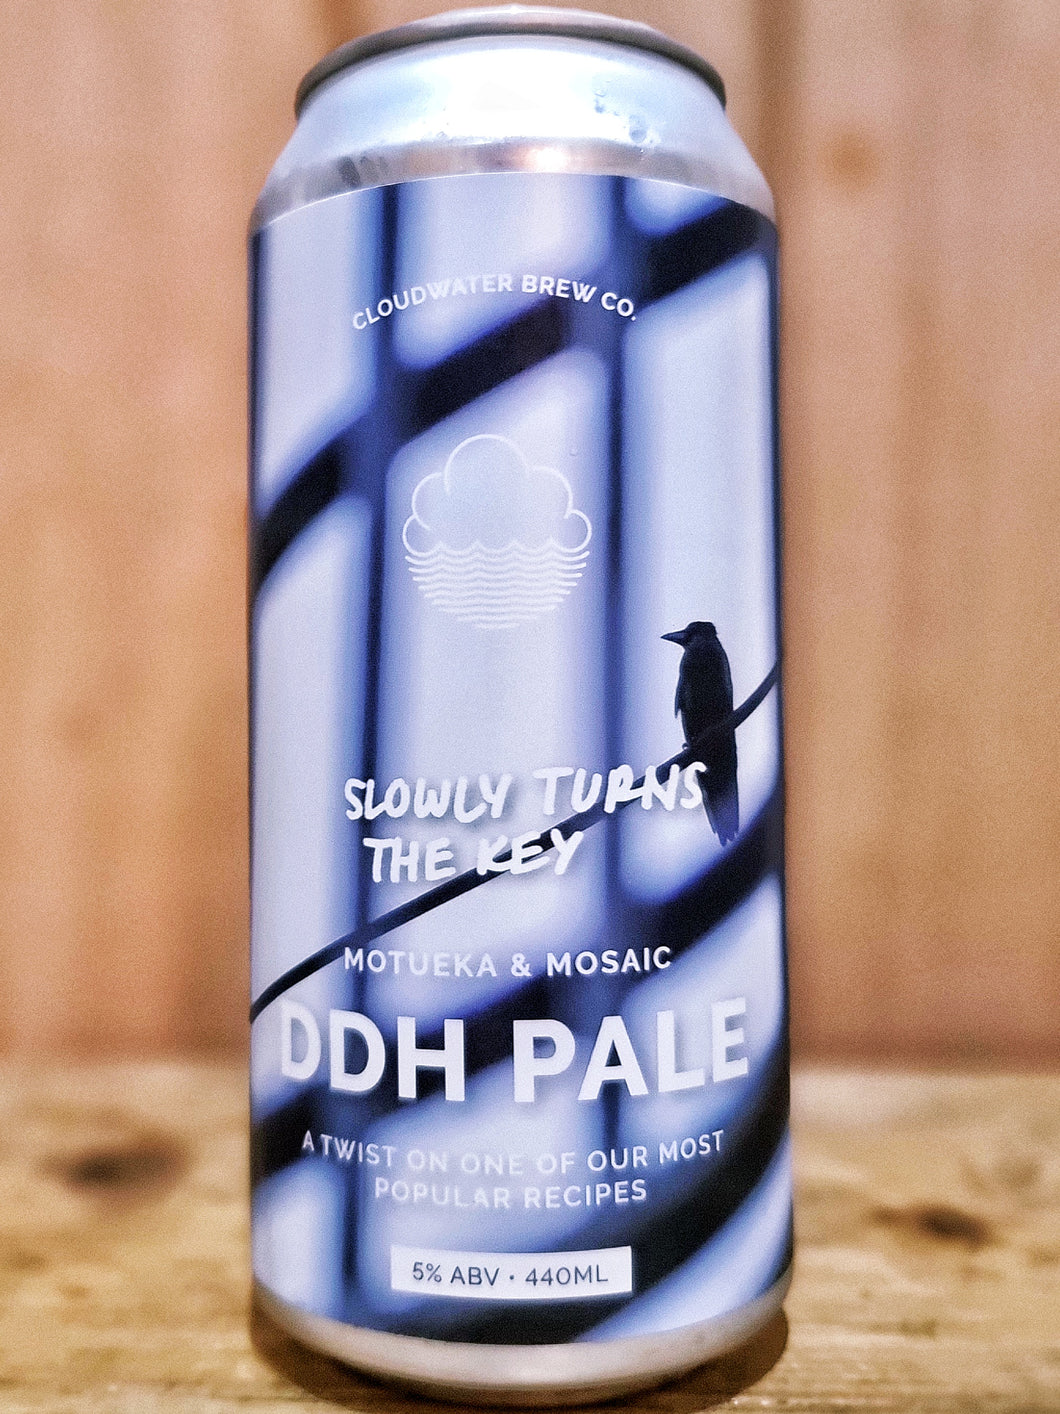 CLOUDWATER BREW CO.
SLOWLY TURNS
THE KEY
MOTUEKA & MOSAIC
DDH PALE
A TWIST ON ONE OF OUR MOST
POPULAR RECIPES
5% ABV • 440ML